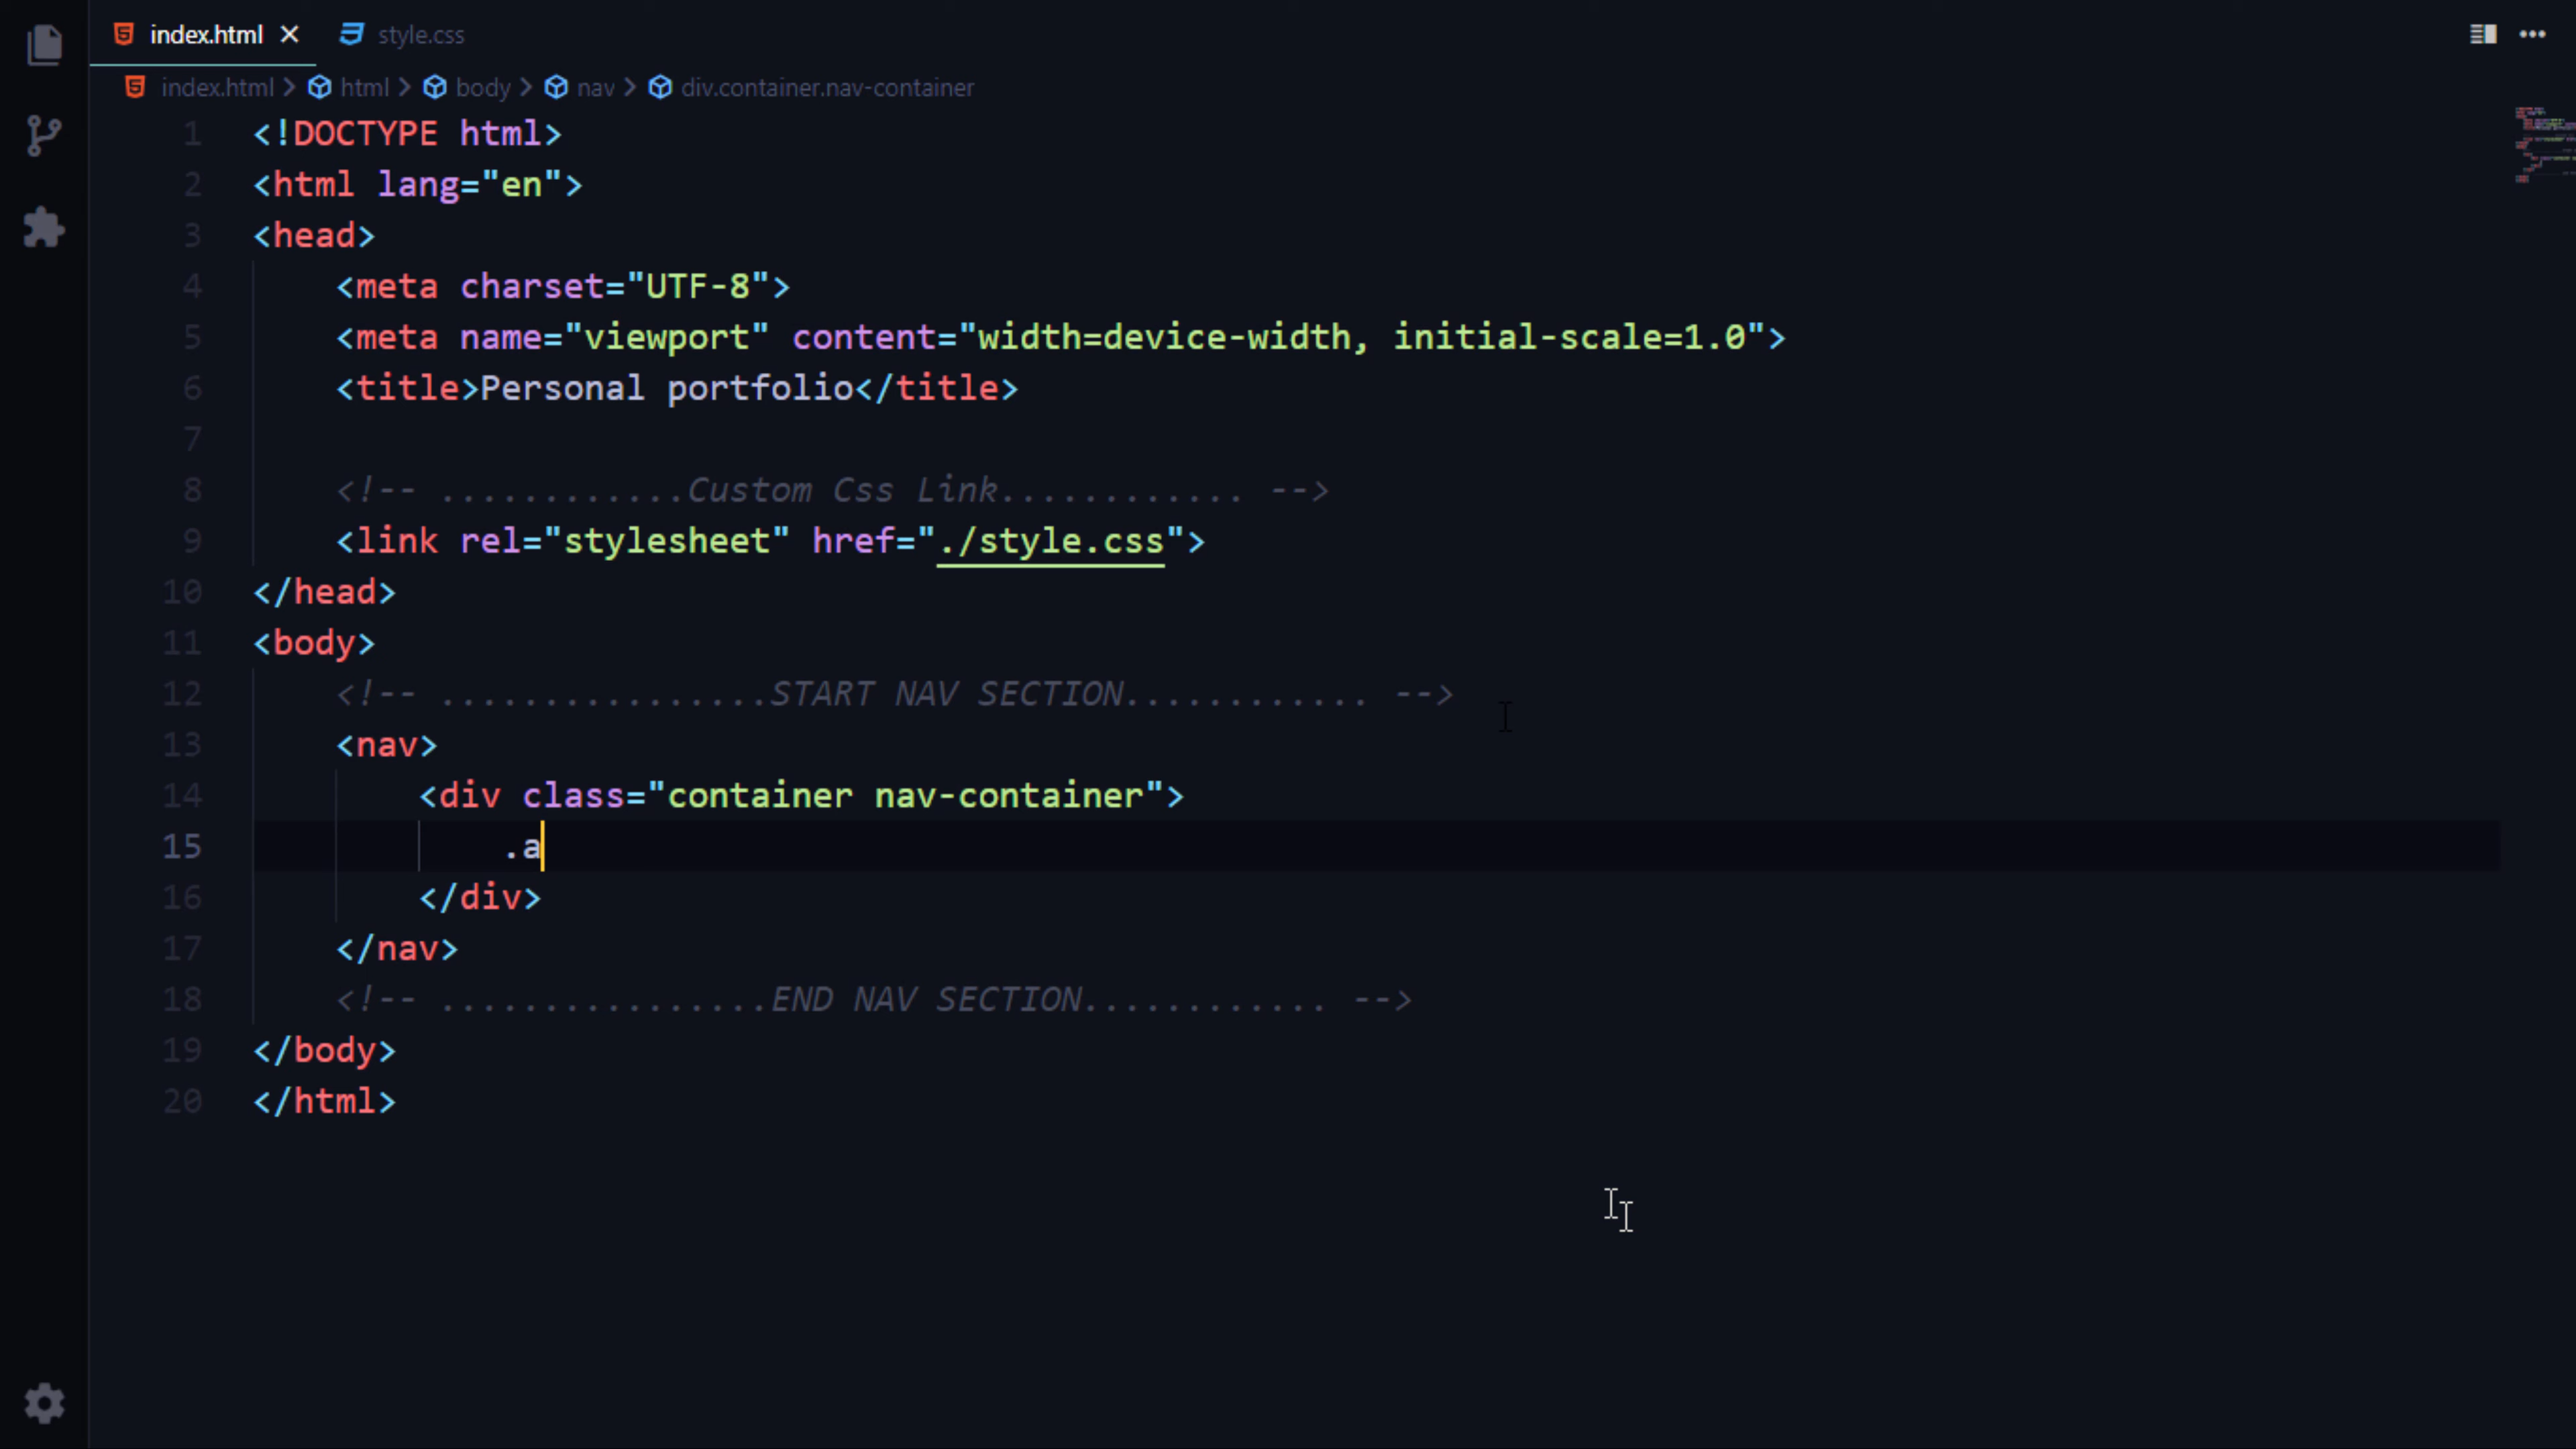 index.html style.css
index.html > html > body > nav > div.container.nav-container
1 <!DOCTYPE html>
2 <html lang="en">
3 <head>
4     <meta charset="UTF-8">
5     <meta name="viewport" content="width=device-width, initial-scale=1.0">
6     <title>Personal portfolio</title>
7
8     <!-- ............Custom Css Link............ -->
9     <link rel="stylesheet" href="./style.css">
10 </head>
11 <body>
12     <!-- ................START NAV SECTION............ -->
13     <nav>
14         <div class="container nav-container">
15             .a
16         </div>
17     </nav>
18     <!-- ................END NAV SECTION............ -->
19 </body>
20 </html>